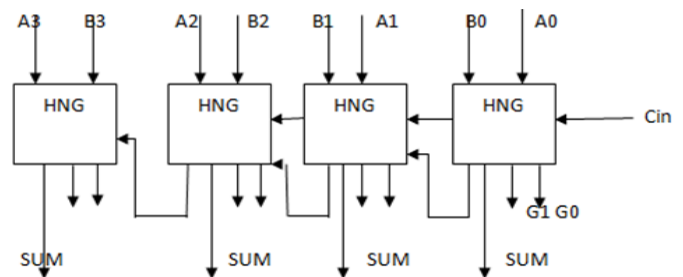 A3 B3 A2 B2 B1 A1 B0 A0
HNG HNG HNG HNG
Cin
G1 G0
SUM SUM SUM SUM